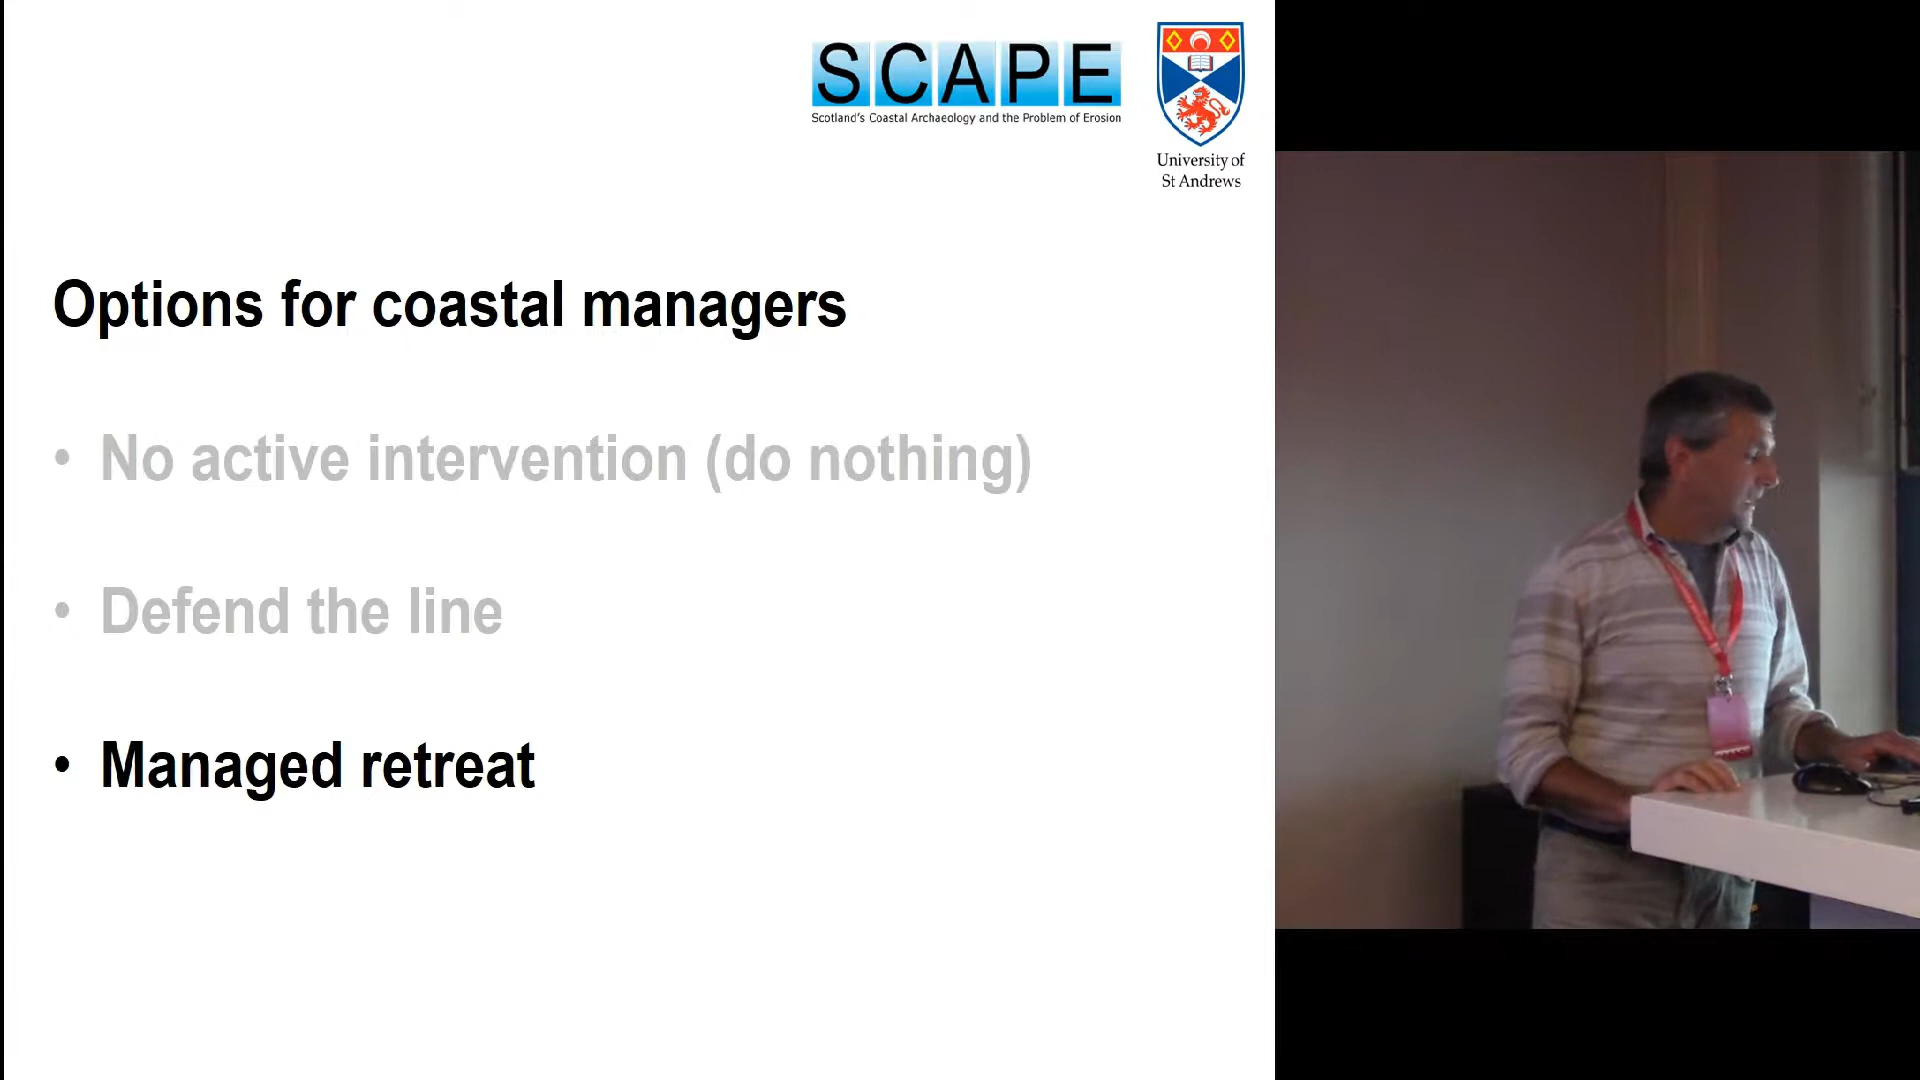 SCAPE
Scotland's Coastal Archaeology and the Problem of Erosion
University of
St Andrews
Options for coastal managers
• No active intervention (do nothing)
• Defend the line
• Managed retreat